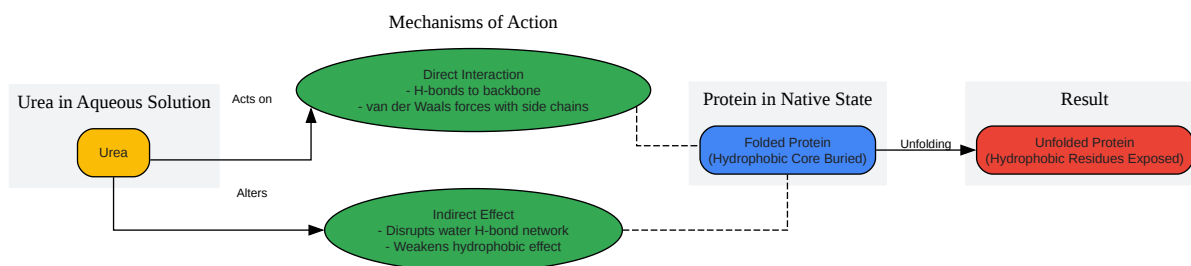 Mechanisms of Action
Urea in Aqueous Solution
Urea
Acts on
Alters
Direct Interaction
- H-bonds to backbone
- van der Waals forces with side chains
Indirect Effect
- Disrupts water H-bond network
- Weakens hydrophobic effect
Protein in Native State
Folded Protein
(Hydrophobic Core Buried)
Unfolding
Result
Unfolded Protein
(Hydrophobic Residues Exposed)